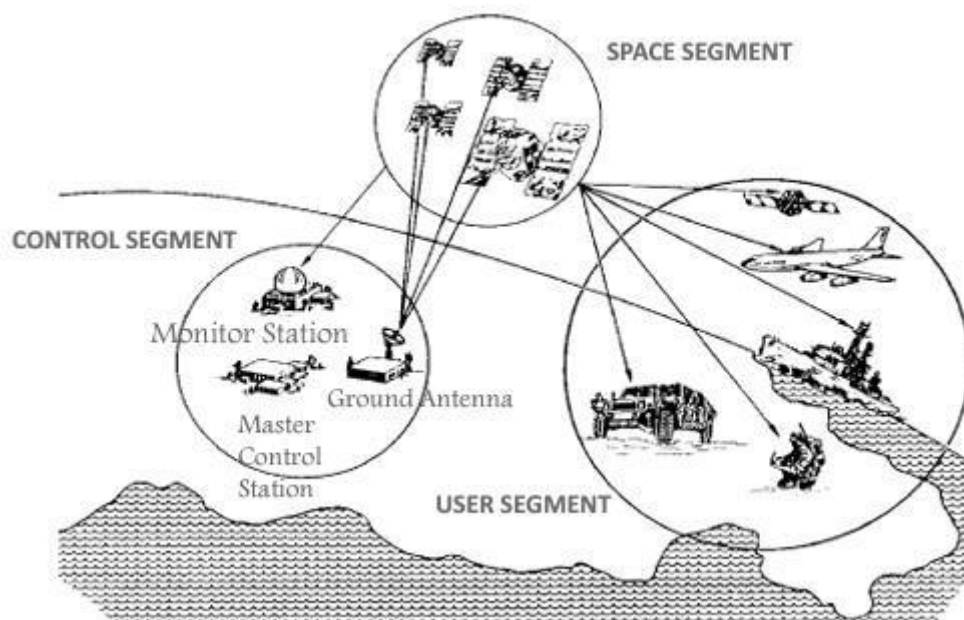 SPACE SEGMENT
CONTROL SEGMENT
Monitor Station
Ground Antenna
Master
Control
Station
USER SEGMENT